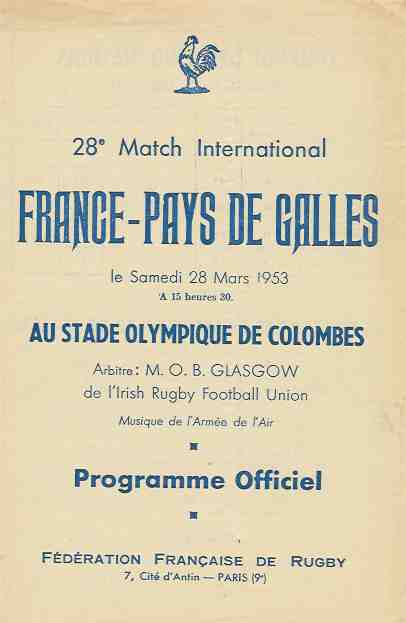 28e Match International
FRANCE-PAYS DE GALLES
le Samedi 28 Mars 1953
A 15 heures 30.
AU STADE OLYMPIQUE DE COLOMBES
Arbitre: M. O. B. GLASGOW
de l'Irish Rugby Football Union
Musique de l'Armée de l'Air
Programme Officiel
FÉDÉRATION FRANÇAISE DE RUGBY
7, Cité d'Antin — PARIS (9e)